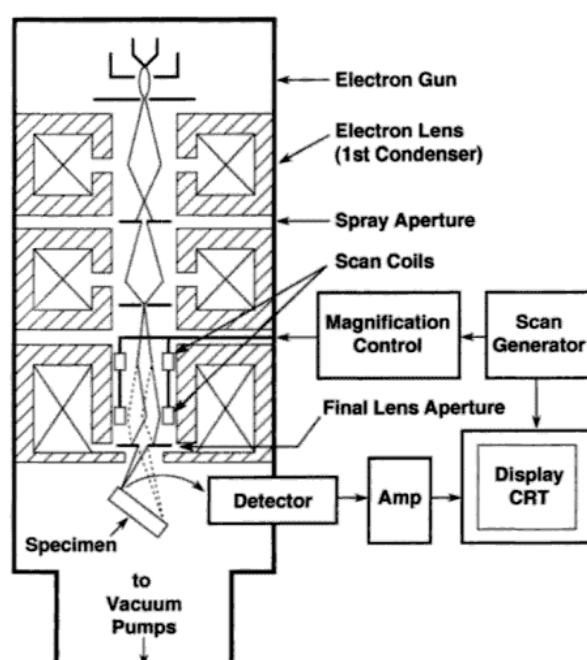 Electron Gun
Electron Lens
(1st Condenser)
Spray Aperture
Scan Coils
Magnification
Control
Scan
Generator
Final Lens Aperture
Detector
Amp
Display
CRT
Specimen
to
Vacuum
Pumps